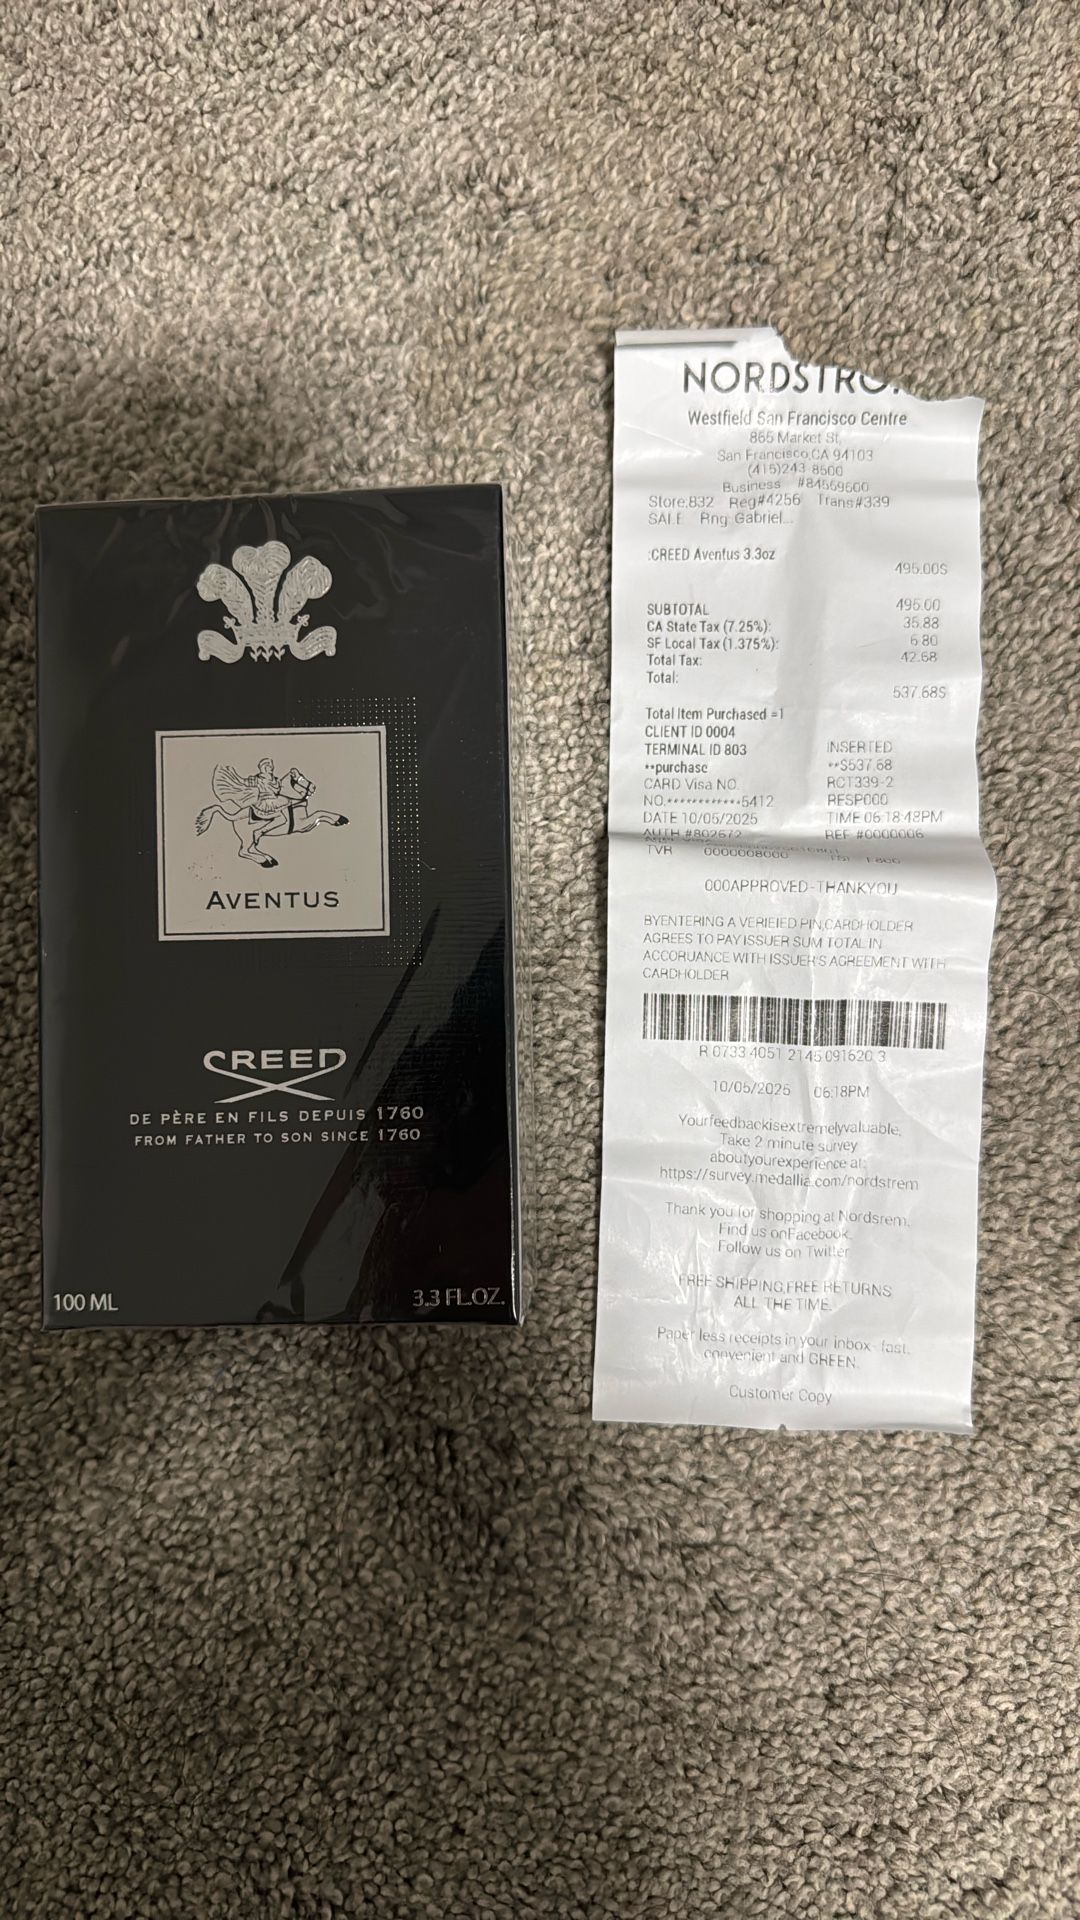 AVENTUS
CREED
DE PÈRE EN FILS DEPUIS 1760
FROM FATHER TO SON SINCE 1760
100 ML 3.3 FL.OZ.
NORDSTRO
Westfield San Francisco Centre
865 Market St,
San Francisco,CA 94103
(415)243 8500
Business #84569600
Store:832 Reg#4256 Trans#339
SALE Rng Gabriel...
:CREED Aventus 3.3oz
495.00S
SUBTOTAL 495.00
CA State Tax (7.25%): 35.88
SF Local Tax (1.375%): 6.80
Total Tax: 42.68
Total:
537.68S
Total Item Purchased =1
CLIENT ID 0004
TERMINAL ID 803 INSERTED
**purchase **$537.68
CARD Visa NO. RCT339-2
NO.************5412 RESP000
DATE 10/05/2025 TIME 06:18:48PM
AUTH #802672 REF #0000006
TVR 0000008000
000APPROVED-THANKYOU
BYENTERING A VERIFIED PIN,CARDHOLDER
AGREES TO PAY ISSUER SUM TOTAL IN
ACCORUANCE WITH ISSUER'S AGREEMENT WITH
CARDHOLDER
R 0733 4051 2145 091620 3
10/05/2025 06:18PM
Yourfeedbackisextremelyvaluable,
Take 2 minute survey
aboutyourexperience at:
https://survey.medallia.com/nordstrem
Thank you for shopping at Nordsrem.
Find us onFacebook.
Follow us on Twitter
FREE SHIPPING,FREE RETURNS
ALL THE TIME.
Paper less receipts in your inbox- fast.
convenient and GREEN.
Customer Copy